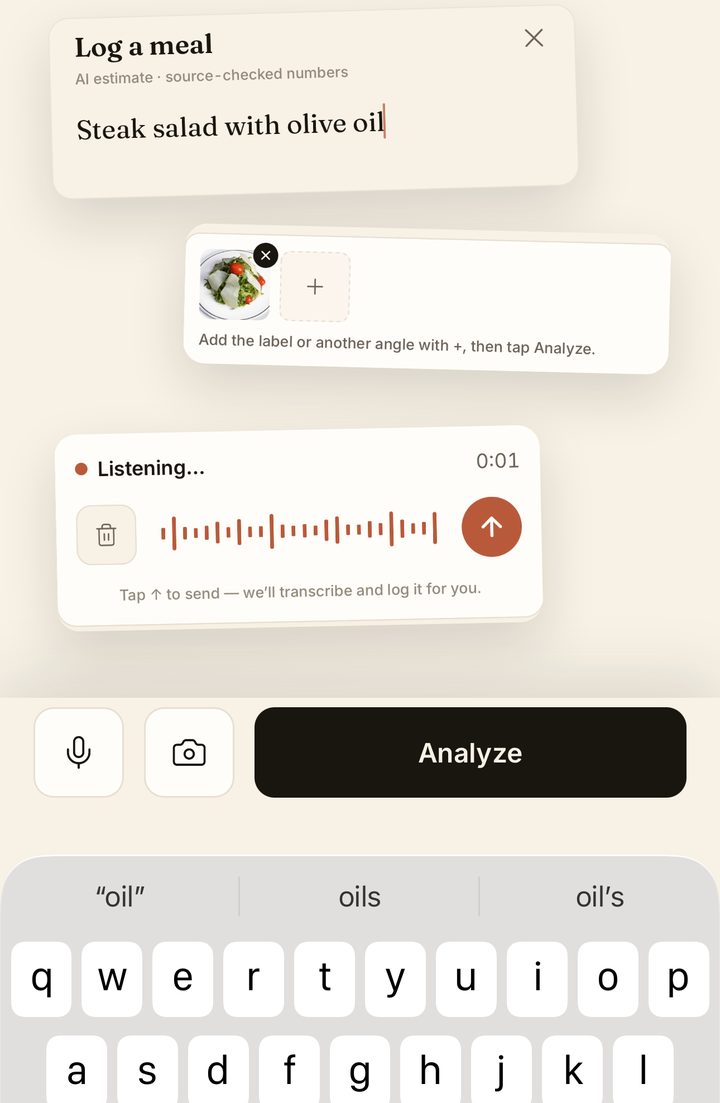 Log a meal
AI estimate · source-checked numbers
Steak salad with olive oil
Add the label or another angle with +, then tap Analyze.
Listening...
0:01
Tap ↑ to send — we’ll transcribe and log it for you.
Analyze
“oil”
oils
oil’s
q w e r t y u i o p
a s d f g h j k l